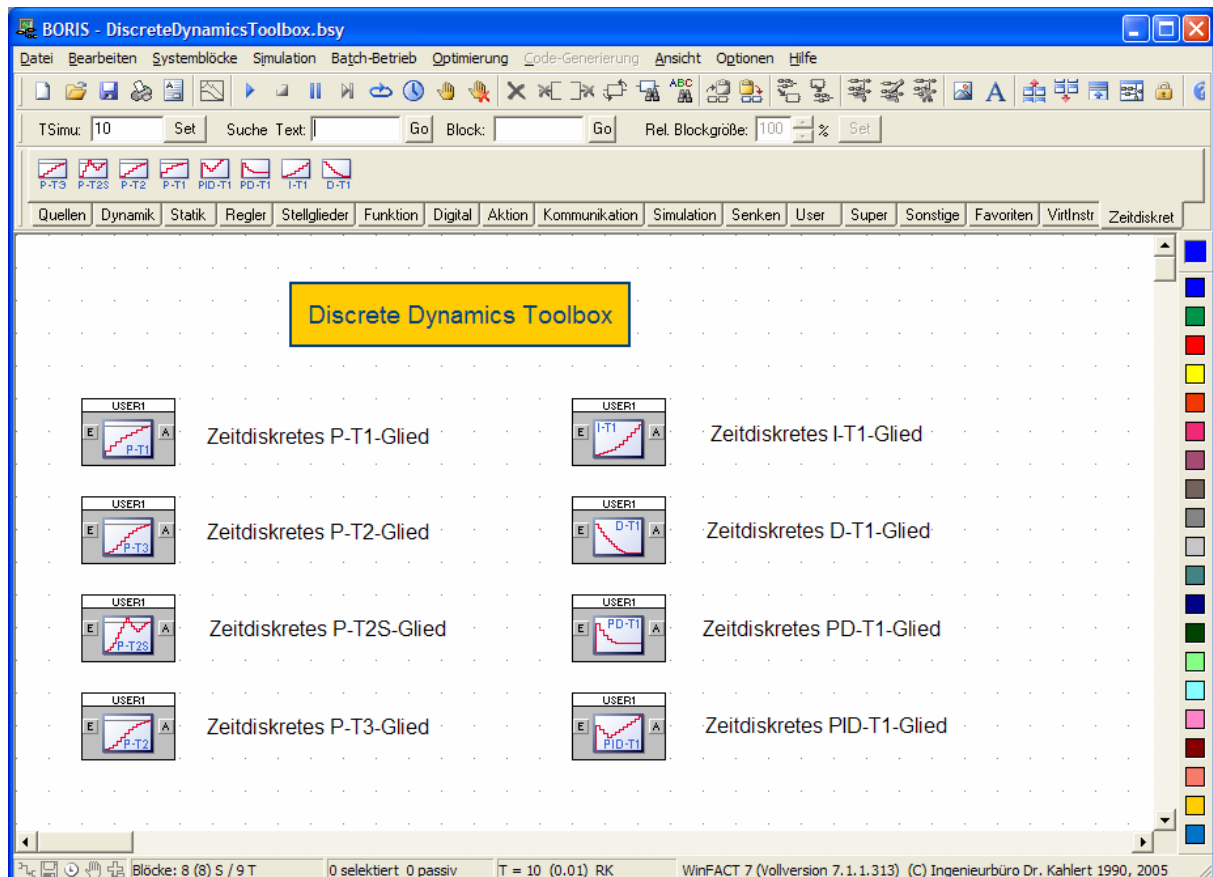 BORIS - DiscreteDynamicsToolbox.bsy
Datei Bearbeiten Systemblöcke Simulation Batch-Betrieb Optimierung Code-Generierung Ansicht Optionen Hilfe
ABC A
TSimu: 10 Set Suche Text: Go Block: Go Rel. Blockgröße: 100 % Set
P-T3 P-T2S P-T2 P-T1 PID-T1 PD-T1 I-T1 D-T1
Quellen Dynamik Statik Regler Stellglieder Funktion Digital Aktion Kommunikation Simulation Senken User Super Sonstige Favoriten VirtInstr Zeitdiskret
Discrete Dynamics Toolbox
USER1 USER1
E P-T1 A Zeitdiskretes P-T1-Glied E I-T1 A Zeitdiskretes I-T1-Glied
USER1 USER1
E P-T3 A Zeitdiskretes P-T2-Glied E D-T1 A Zeitdiskretes D-T1-Glied
USER1 USER1
E P-T2S A Zeitdiskretes P-T2S-Glied E PD-T1 A Zeitdiskretes PD-T1-Glied
USER1 USER1
E P-T2 A Zeitdiskretes P-T3-Glied E PID-T1 A Zeitdiskretes PID-T1-Glied
Blöcke: 8 (8) S / 9 T 0 selektiert 0 passiv T = 10 (0.01) RK WinFACT 7 (Vollversion 7.1.1.313) (C) Ingenieurbüro Dr. Kahlert 1990, 2005